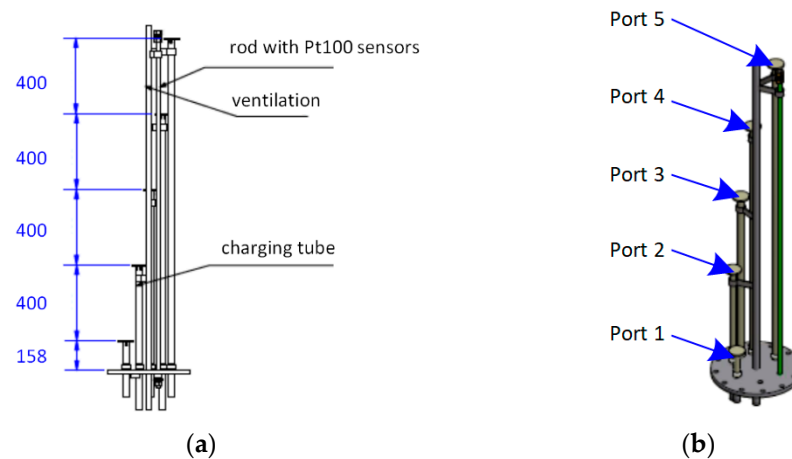 400
400
400
400
158
rod with Pt100 sensors
ventilation
charging tube
(a)
Port 5
Port 4
Port 3
Port 2
Port 1
(b)